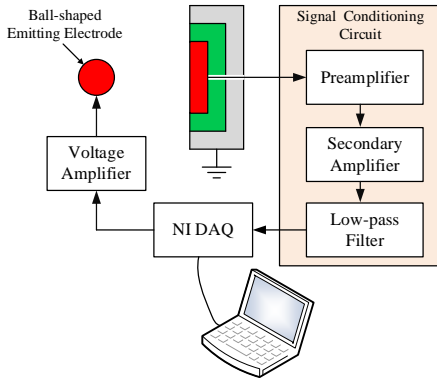 Ball-shaped
Emitting Electrode
Signal Conditioning
Circuit
Preamplifier
Voltage
Amplifier
Secondary
Amplifier
NI DAQ
Low-pass
Filter